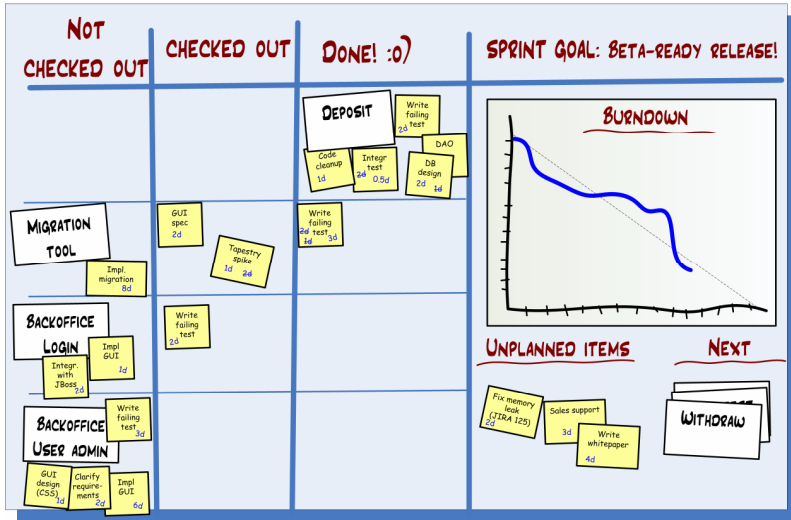 NOT
CHECKED OUT
CHECKED OUT
DONE! :o)
SPRINT GOAL: BETA-READY RELEASE!
DEPOSIT
Write
failing
test
2d
Code
cleanup
1d
Integr
test
2d 0.5d
DAO
DB
design
2d 1d
BURNDOWN
MIGRATION
TOOL
Impl.
migration
8d
GUI
spec
2d
Tapestry
spike
1d 2d
Write
failing
2d test
1d 3d
BACKOFFICE
LOGIN
Impl
GUI
1d
Integr.
with
JBoss
2d
Write
failing
test
2d
BACKOFFICE
USER ADMIN
Write
failing
test
3d
GUI
design
(CSS)
1d
Clarify
require-
ments
2d
Impl
GUI
6d
UNPLANNED ITEMS
Fix memory
leak
(JIRA 125)
2d
Sales support
3d
Write
whitepaper
4d
NEXT
WITHDRAW